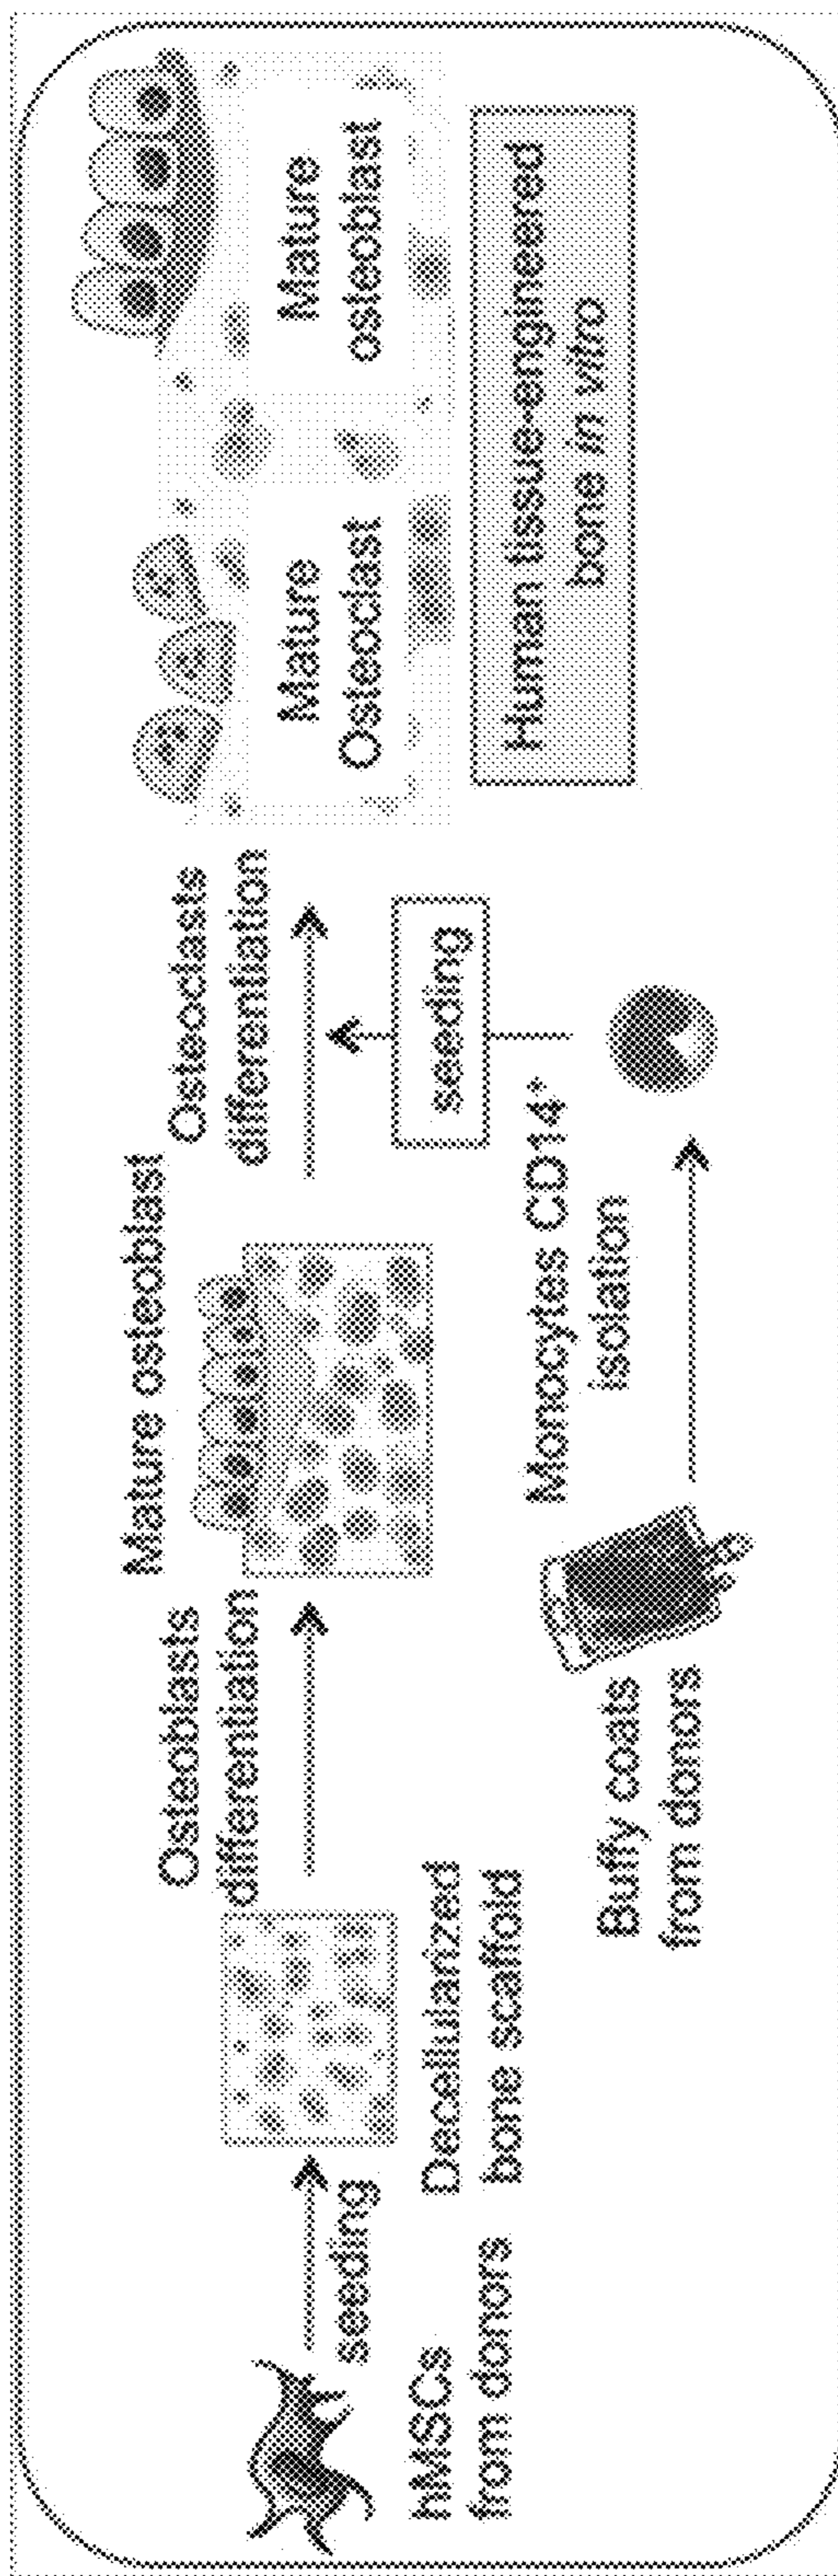 hMSCs
from donors
seeding
Decellularized
bone scaffold
Osteoblasts
differentiation
Mature osteoblast
Osteoclasts
differentiation
Buffy coats
from donors
Monocytes CD14⁺
isolation
seeding
Mature
Osteoclast
Mature
osteoblast
Human tissue-engineered
bone in vitro